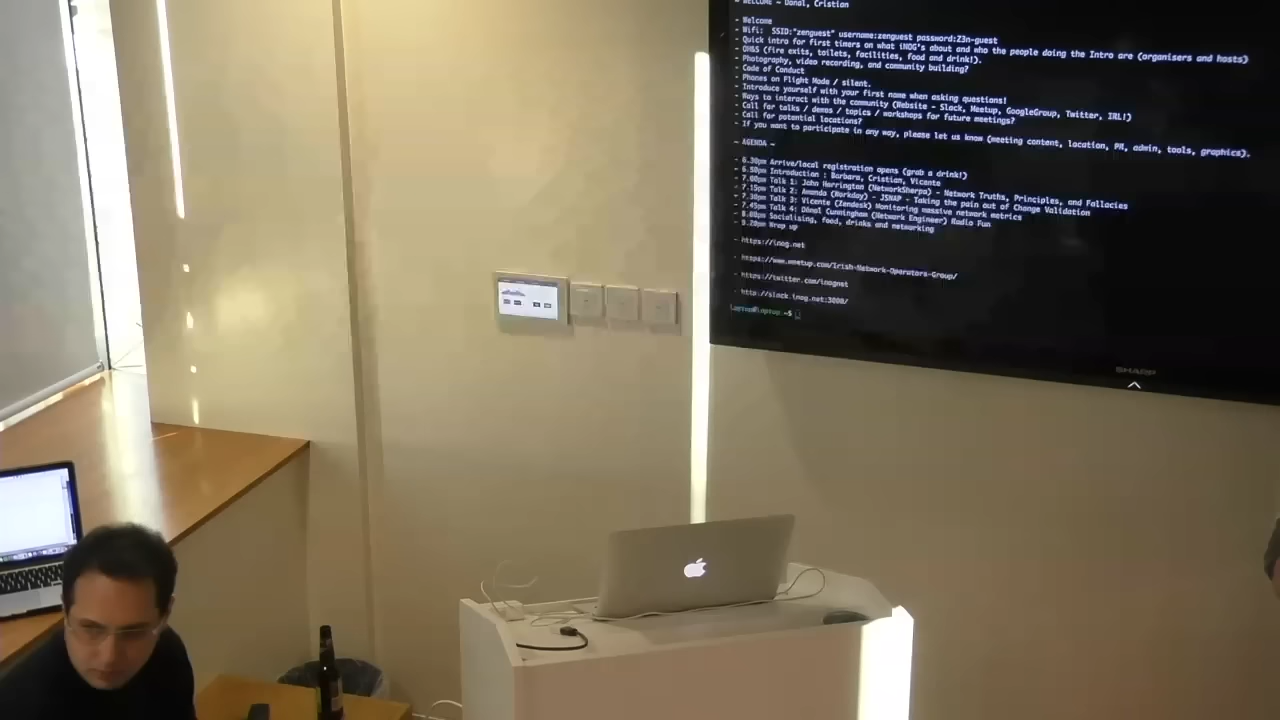 ~ WELCOME ~ Donal, Cristian
- Welcome
- Wifi: SSID:"zenguest" username:zenguest password:Z3n-guest
- Quick intro for first timers on what iNOG's about and who the people doing the Intro are (organisers and hosts)
- OH&S (fire exits, toilets, facilities, food and drink!).
- Photography, video recording, and community building?
- Code of Conduct
- Phones on Flight Mode / silent.
- Introduce yourself with your first name when asking questions!
- Ways to interact with the community (Website - Slack, Meetup, GoogleGroup, Twitter, IRL!)
- Call for talks / demos / topics / workshops for future meetings?
- Call for potential locations?
- If you want to participate in any way, please let us know (meeting content, location, PR, admin, tools, graphics).
~ AGENDA ~
- 6.30pm Arrive/local registration opens (grab a drink!)
- 6.50pm Introduction : Barbara, Cristian, Vicente
- 7.00pm Talk 1: John Harrington (NetworkSherpa) - Network Truths, Principles, and Fallacies
- 7.15pm Talk 2: Amanda (Workday) - JSNAP - Taking the pain out of Change Validation
- 7.30pm Talk 3: Vicente (Zendesk) Monitoring massive network metrics
- 7.45pm Talk 4: Dónal Cunningham (Network Engineer) Radio Fun
- 8.00pm Socialising, food, drinks and networking
- 9.20pm Wrap up
- https://inog.net
- https://www.meetup.com/Irish-Network-Operators-Group/
- https://twitter.com/inognet
- http://slack.inog.net:3000/
SHARP